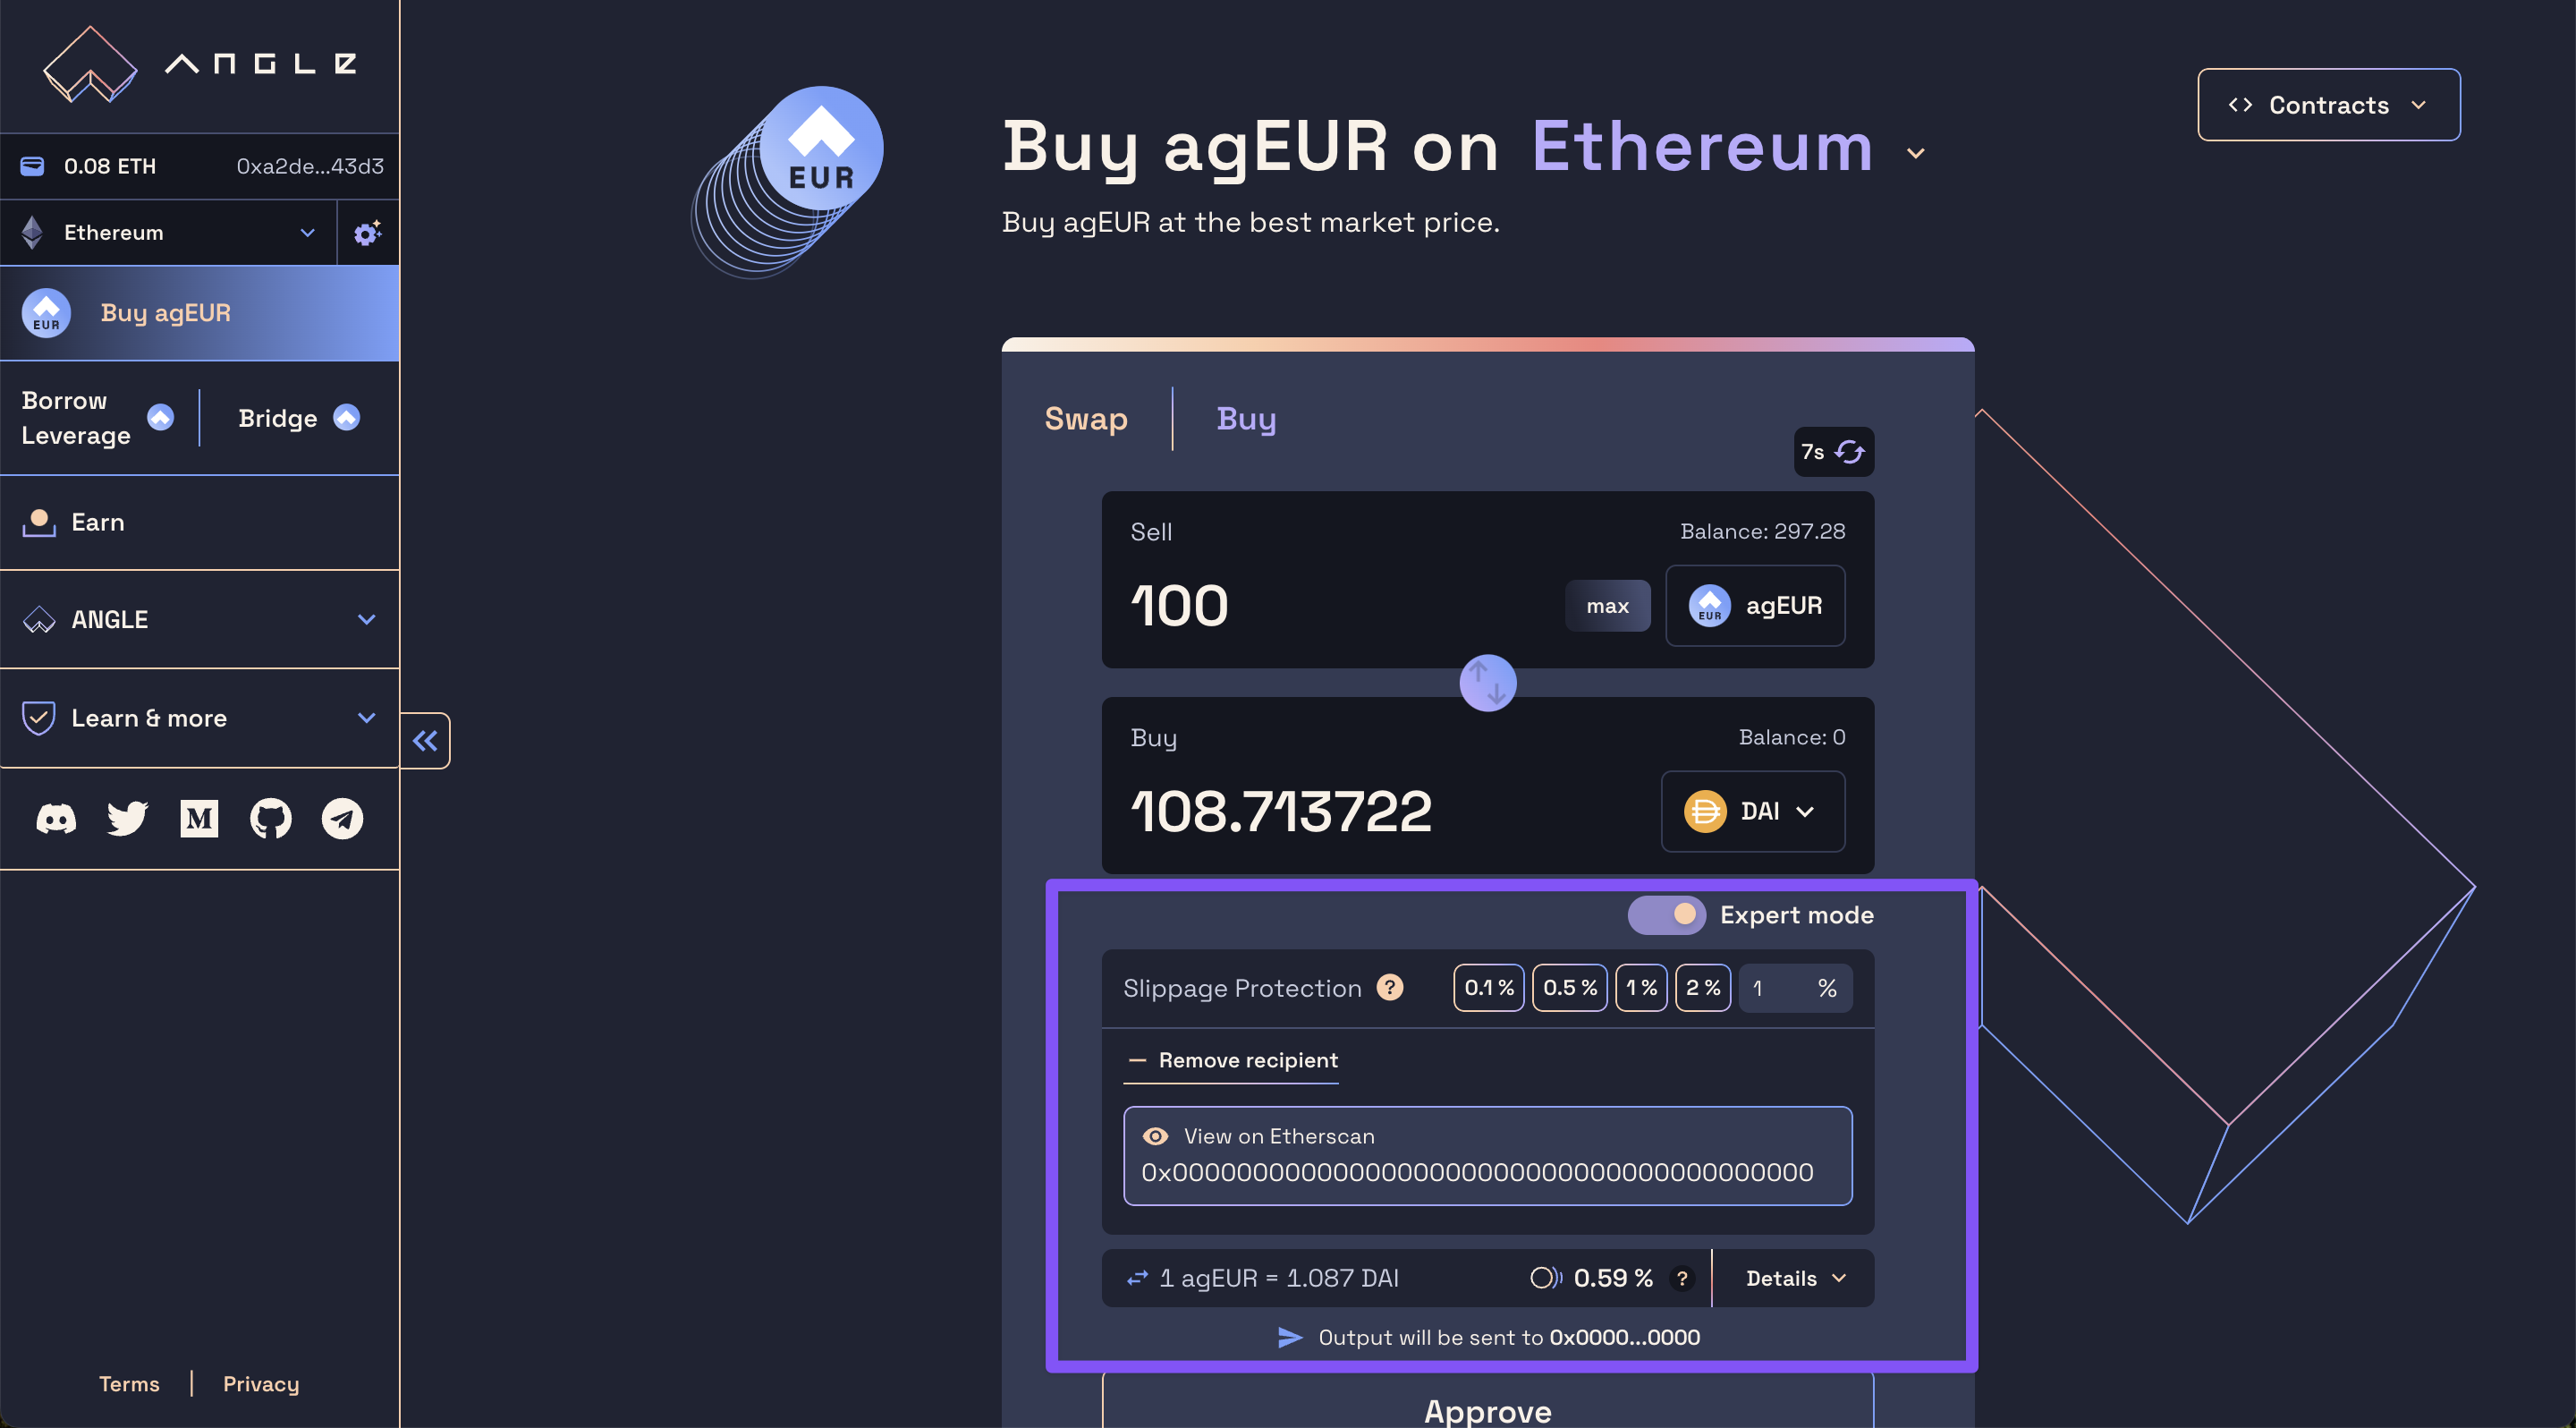 ANGLE
0.08 ETH 0xa2de...43d3
Ethereum
EUR
Buy agEUR
Borrow
Leverage
Bridge
Earn
ANGLE
Learn & more
M
Terms
Privacy
EUR
Buy agEUR on Ethereum
Buy agEUR at the best market price.
<> Contracts
Swap
Buy
7s
Sell Balance: 297.28
100 max EUR agEUR
Buy Balance: 0
108.713722 DAI
Expert mode
Slippage Protection ? 0.1 % 0.5 % 1 % 2 % 1 %
Remove recipient
View on Etherscan
0x0000000000000000000000000000000000000000
1 agEUR = 1.087 DAI 0.59 % ? Details
Output will be sent to 0x0000...0000
Approve